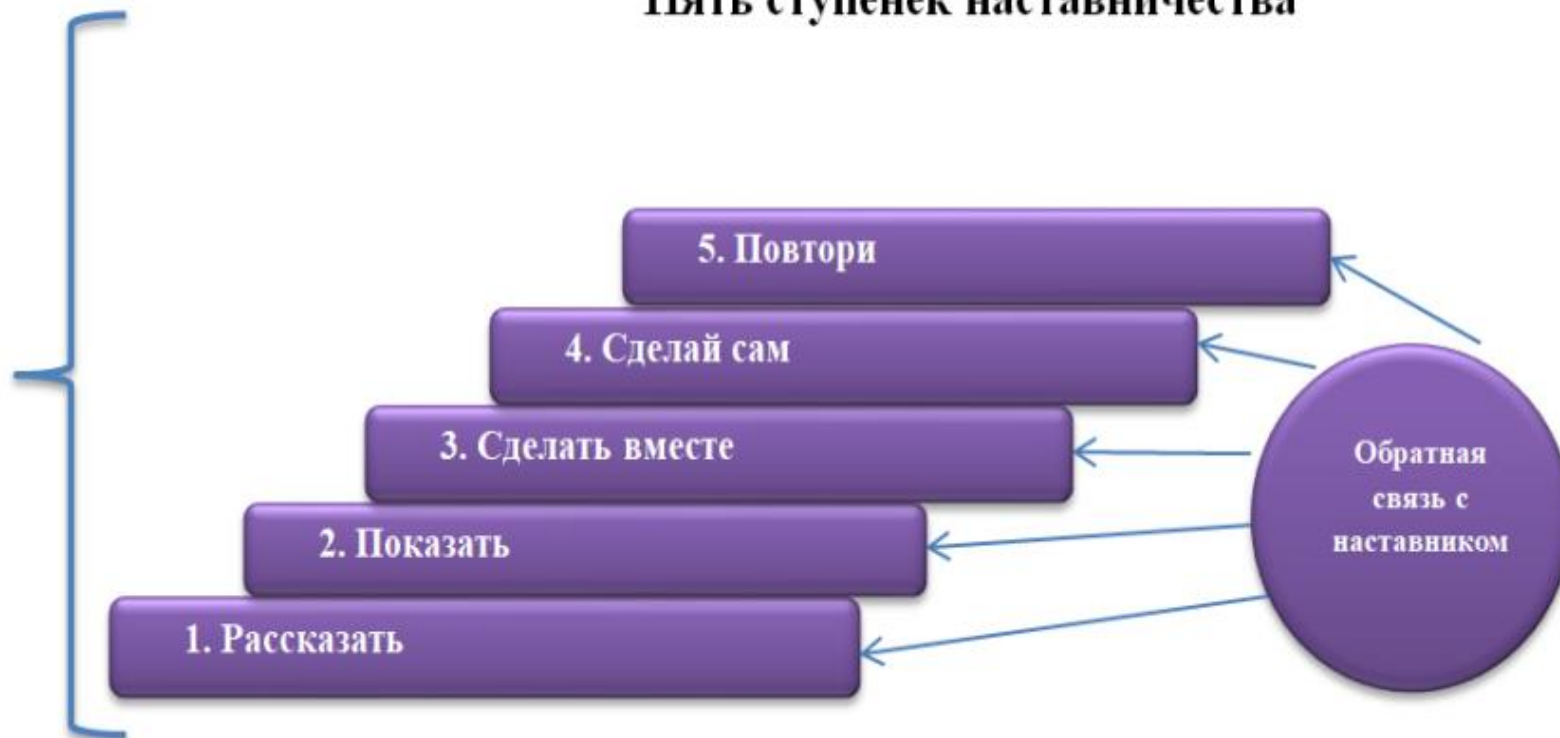 Пять ступенек наставничества
5. Повтори
4. Сделай сам
3. Сделать вместе
2. Показать
1. Рассказать
Обратная
связь с
наставником